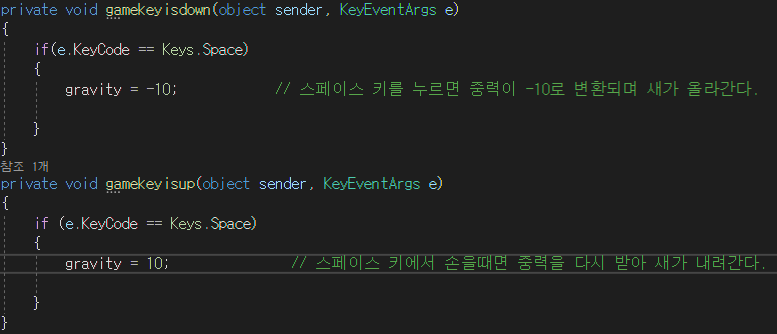 private void gamekeyisdown(object sender, KeyEventArgs e)
{
if(e.KeyCode == Keys.Space)
{
gravity = -10; // 스페이스 키를 누르면 중력이 -10로 변환되며 새가 올라간다.
}
}
참조 1개
private void gamekeyisup(object sender, KeyEventArgs e)
{
if (e.KeyCode == Keys.Space)
{
gravity = 10; // 스페이스 키에서 손을때면 중력을 다시 받아 새가 내려간다.
}
}